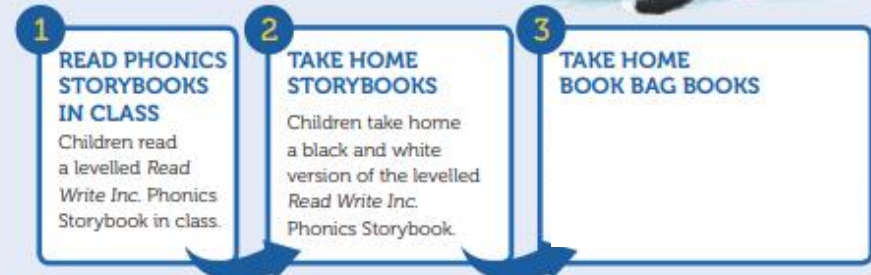 1
READ PHONICS
STORYBOOKS
IN CLASS
Children read
a levelled Read
Write Inc. Phonics
Storybook in class.
2
TAKE HOME
STORYBOOKS
Children take home
a black and white
version of the levelled
Read Write Inc.
Phonics Storybook.
3
TAKE HOME
BOOK BAG BOOKS